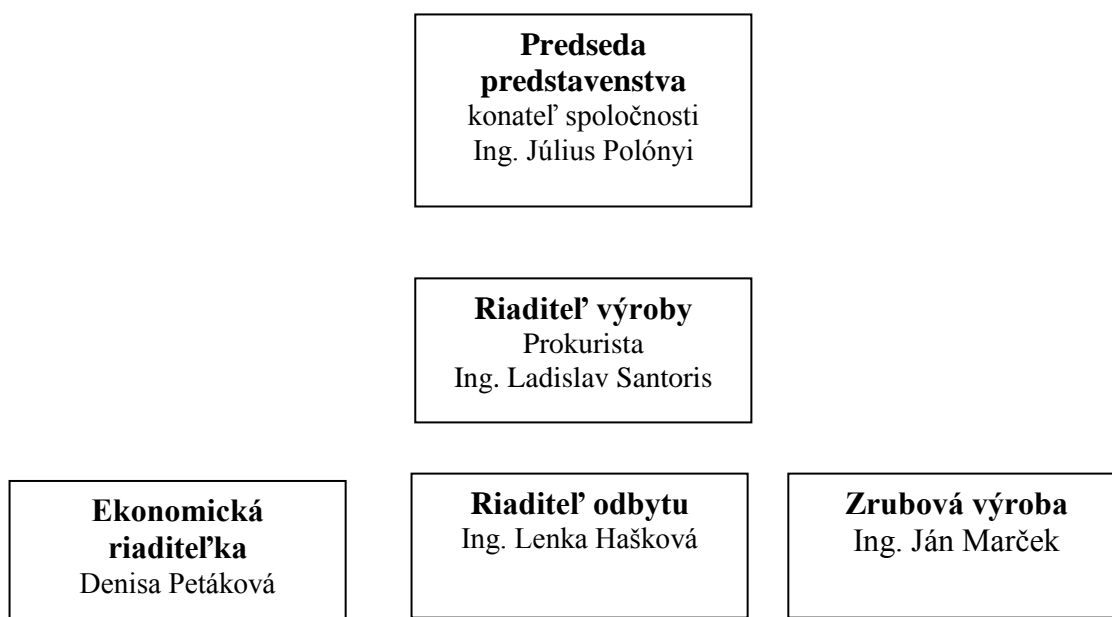 Predseda
predstavenstva
konateľ spoločnosti
Ing. Július Polónyi
Riaditeľ výroby
Prokurista
Ing. Ladislav Santoris
Ekonomická
riaditeľka
Denisa Petáková
Riaditeľ odbytu
Ing. Lenka Hašková
Zrubová výroba
Ing. Ján Marček